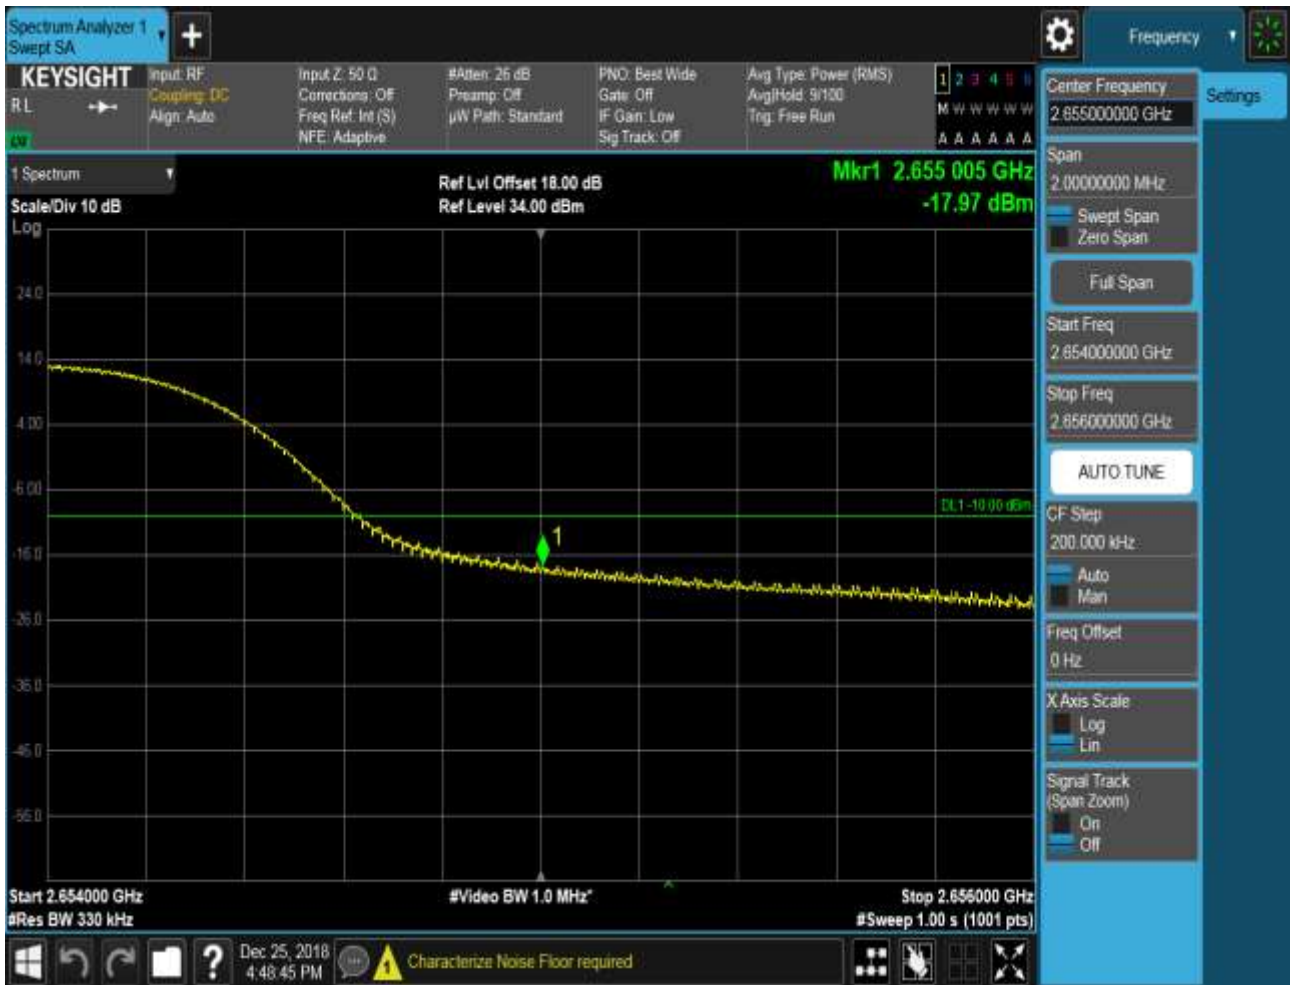 Spectrum Analyzer 1
Swept SA
+
Frequency
KEYSIGHT
Input: RF
Input Z: 50 Ω
#Atten: 26 dB
PNO: Best Wide
Avg Type: Power (RMS)
1 2 3 4 5 6
R L
Coupling: DC
Corrections: Off
Preamp: Off
Gate: Off
Avg|Hold: 9/100
M W W W W W
Align: Auto
Freq Ref: Int (S)
µW Path: Standard
IF Gain: Low
Trig: Free Run
NFE: Adaptive
Sig Track: Off
A A A A A A
1 Spectrum
Ref Lvl Offset 18.00 dB
Mkr1 2.655 005 GHz
Scale/Div 10 dB
Ref Level 34.00 dBm
-17.97 dBm
Log
24.0
14.0
4.00
-6.00
DL1 -10.00 dBm
1
-16.0
-26.0
-36.0
-46.0
-56.0
Start 2.654000 GHz
#Video BW 1.0 MHz*
Stop 2.656000 GHz
#Res BW 330 kHz
#Sweep 1.00 s (1001 pts)
Center Frequency
2.655000000 GHz
Settings
Span
2.00000000 MHz
Swept Span
Zero Span
Full Span
Start Freq
2.654000000 GHz
Stop Freq
2.656000000 GHz
AUTO TUNE
CF Step
200.000 kHz
Auto
Man
Freq Offset
0 Hz
X Axis Scale
Log
Lin
Signal Track
(Span Zoom)
On
Off
?
Dec 25, 2018
4:48:45 PM
1
Characterize Noise Floor required